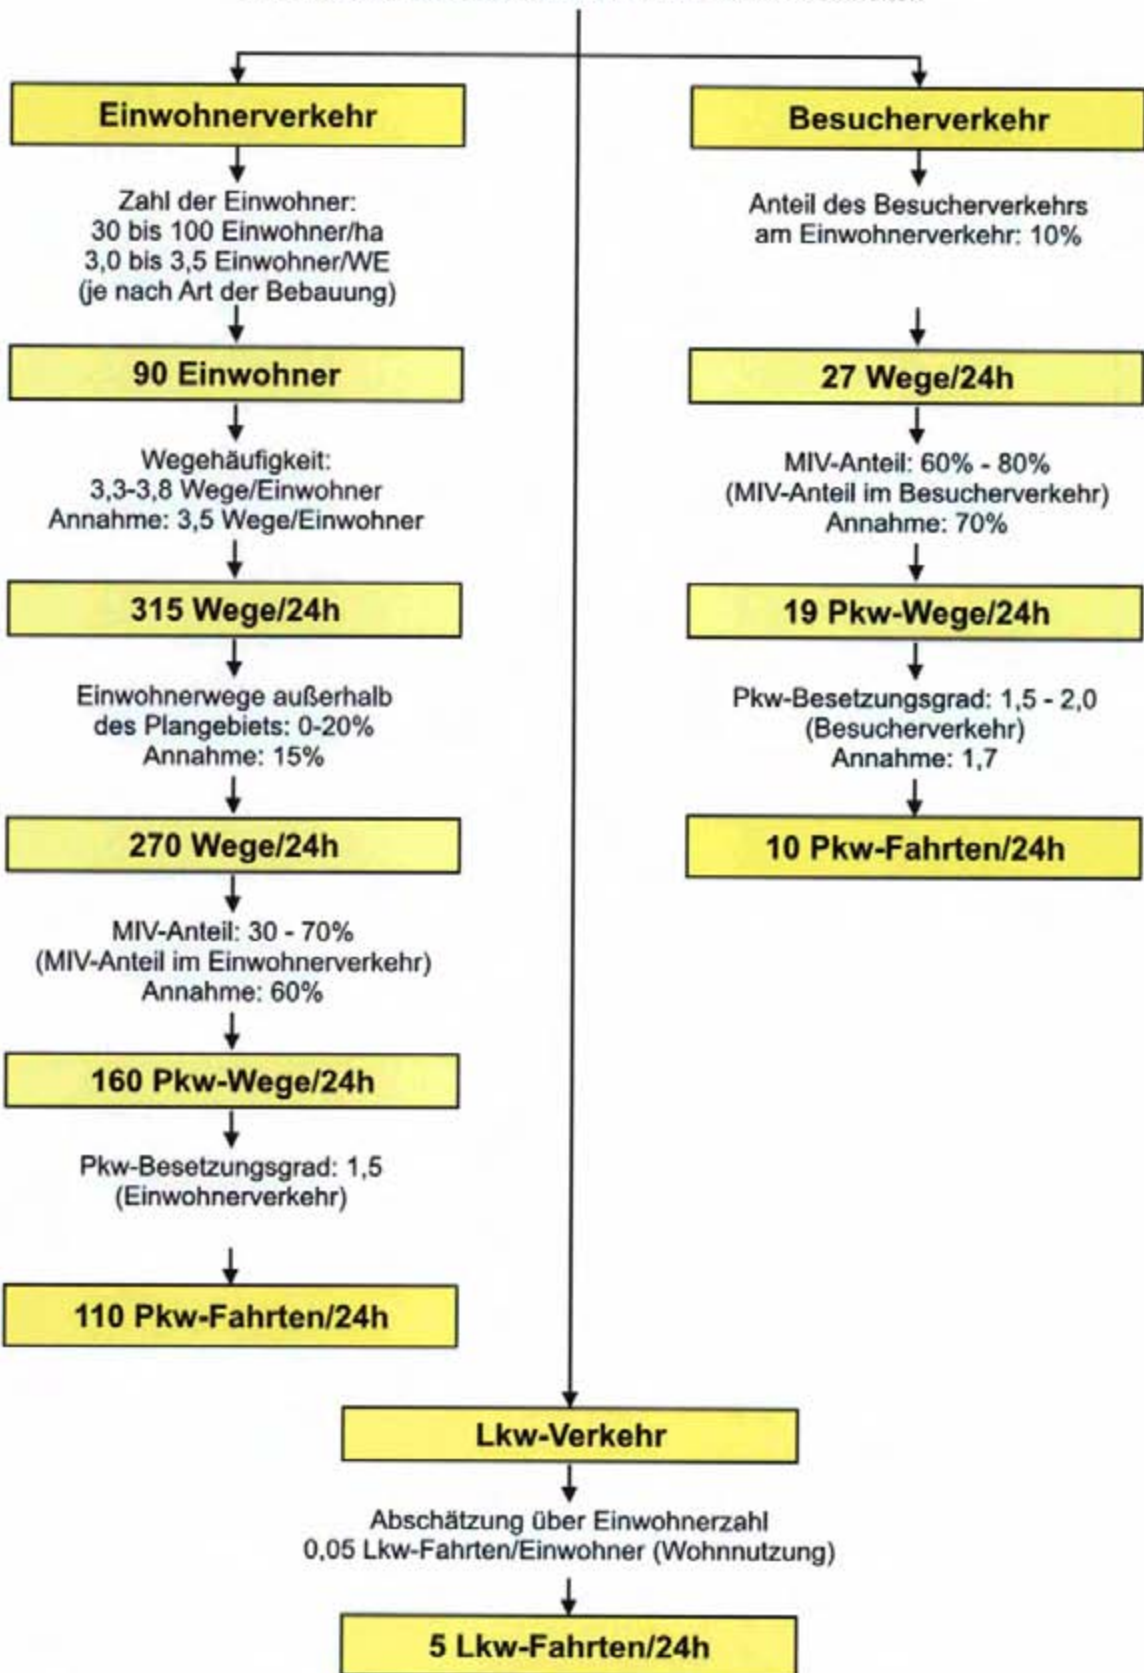 Einwohnerverkehr
Zahl der Einwohner:
30 bis 100 Einwohner/ha
3,0 bis 3,5 Einwohner/WE
(je nach Art der Bebauung)
90 Einwohner
Wegehäufigkeit:
3,3-3,8 Wege/Einwohner
Annahme: 3,5 Wege/Einwohner
315 Wege/24h
Einwohnerwege außerhalb
des Plangebiets: 0-20%
Annahme: 15%
270 Wege/24h
MIV-Anteil: 30 - 70%
(MIV-Anteil im Einwohnerverkehr)
Annahme: 60%
160 Pkw-Wege/24h
Pkw-Besetzungsgrad: 1,5
(Einwohnerverkehr)
110 Pkw-Fahrten/24h
Besucherverkehr
Anteil des Besucherverkehrs
am Einwohnerverkehr: 10%
27 Wege/24h
MIV-Anteil: 60% - 80%
(MIV-Anteil im Besucherverkehr)
Annahme: 70%
19 Pkw-Wege/24h
Pkw-Besetzungsgrad: 1,5 - 2,0
(Besucherverkehr)
Annahme: 1,7
10 Pkw-Fahrten/24h
Lkw-Verkehr
Abschätzung über Einwohnerzahl
0,05 Lkw-Fahrten/Einwohner (Wohnnutzung)
5 Lkw-Fahrten/24h